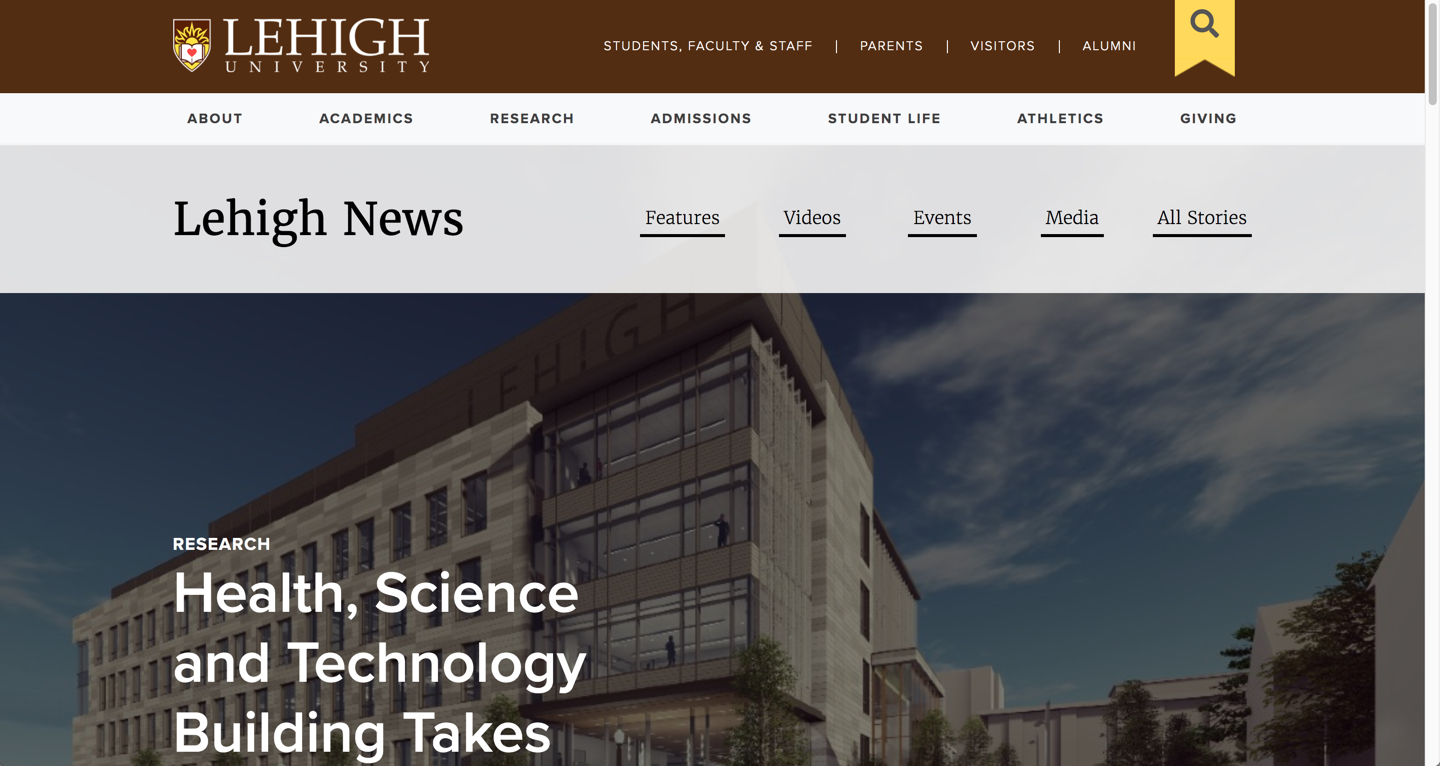 LEHIGH
UNIVERSITY
STUDENTS, FACULTY & STAFF | PARENTS | VISITORS | ALUMNI
ABOUT ACADEMICS RESEARCH ADMISSIONS STUDENT LIFE ATHLETICS GIVING
Lehigh News Features Videos Events Media All Stories
LEHIGH
RESEARCH
Health, Science
and Technology
Building Takes